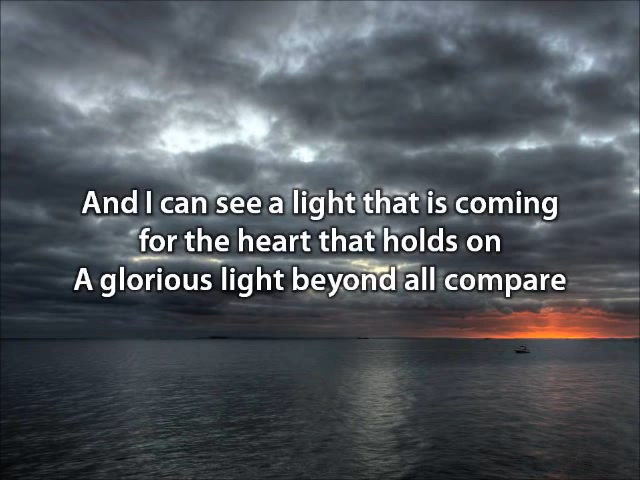 And I can see a light that is coming
for the heart that holds on
A glorious light beyond all compare